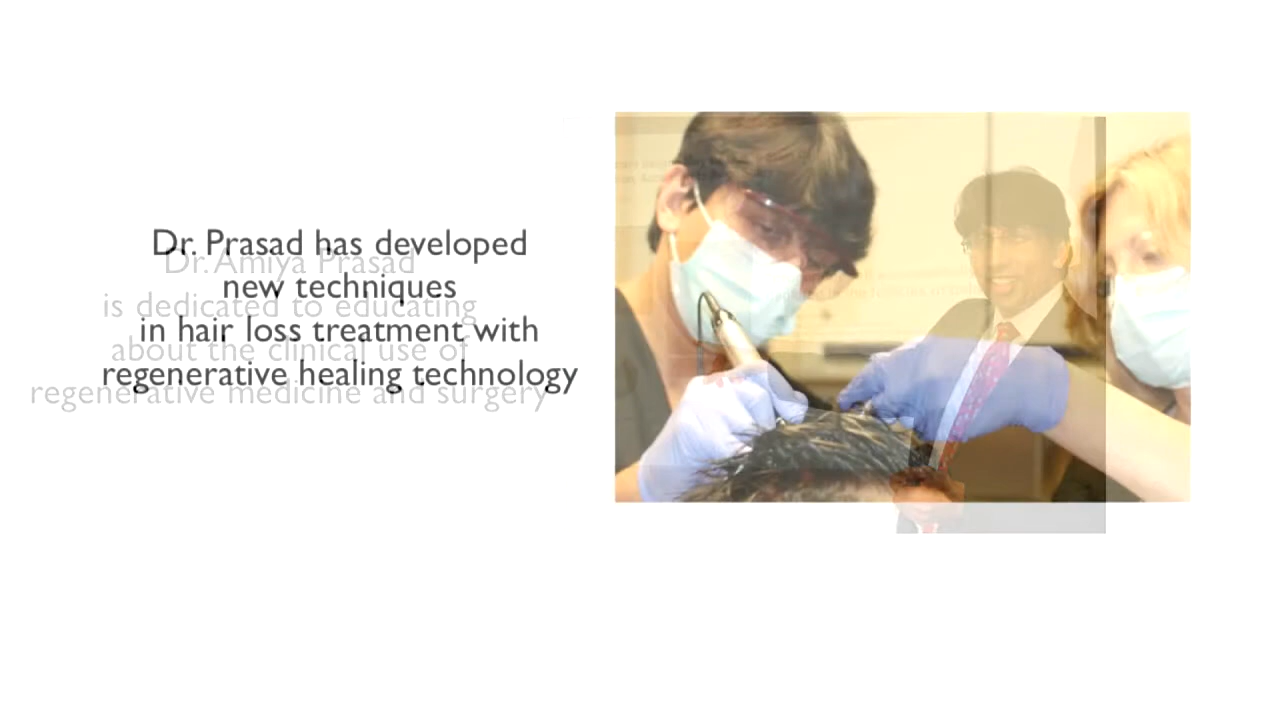 Dr. Prasad has developed
new techniques
in hair loss treatment with
regenerative healing technology
Dr. Amiya Prasad
is dedicated to educating
about the clinical use of
regenerative medicine and surgery